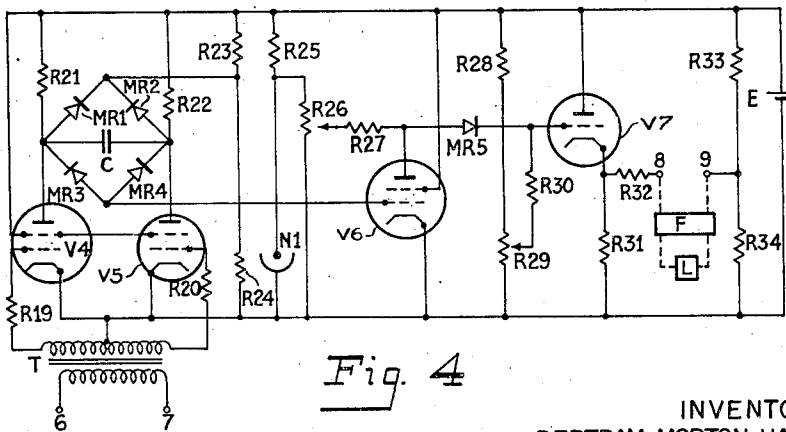 R21
MR2
MR1
R22
C
MR3
MR4
V4
V5
R19
R20
T
6
7
R23
R24
R25
R26
N1
R27
V6
MR5
R28
R29
R30
V7
R31
R32
8
9
F
L
R33
R34
E
Fig. 4
INVENTO